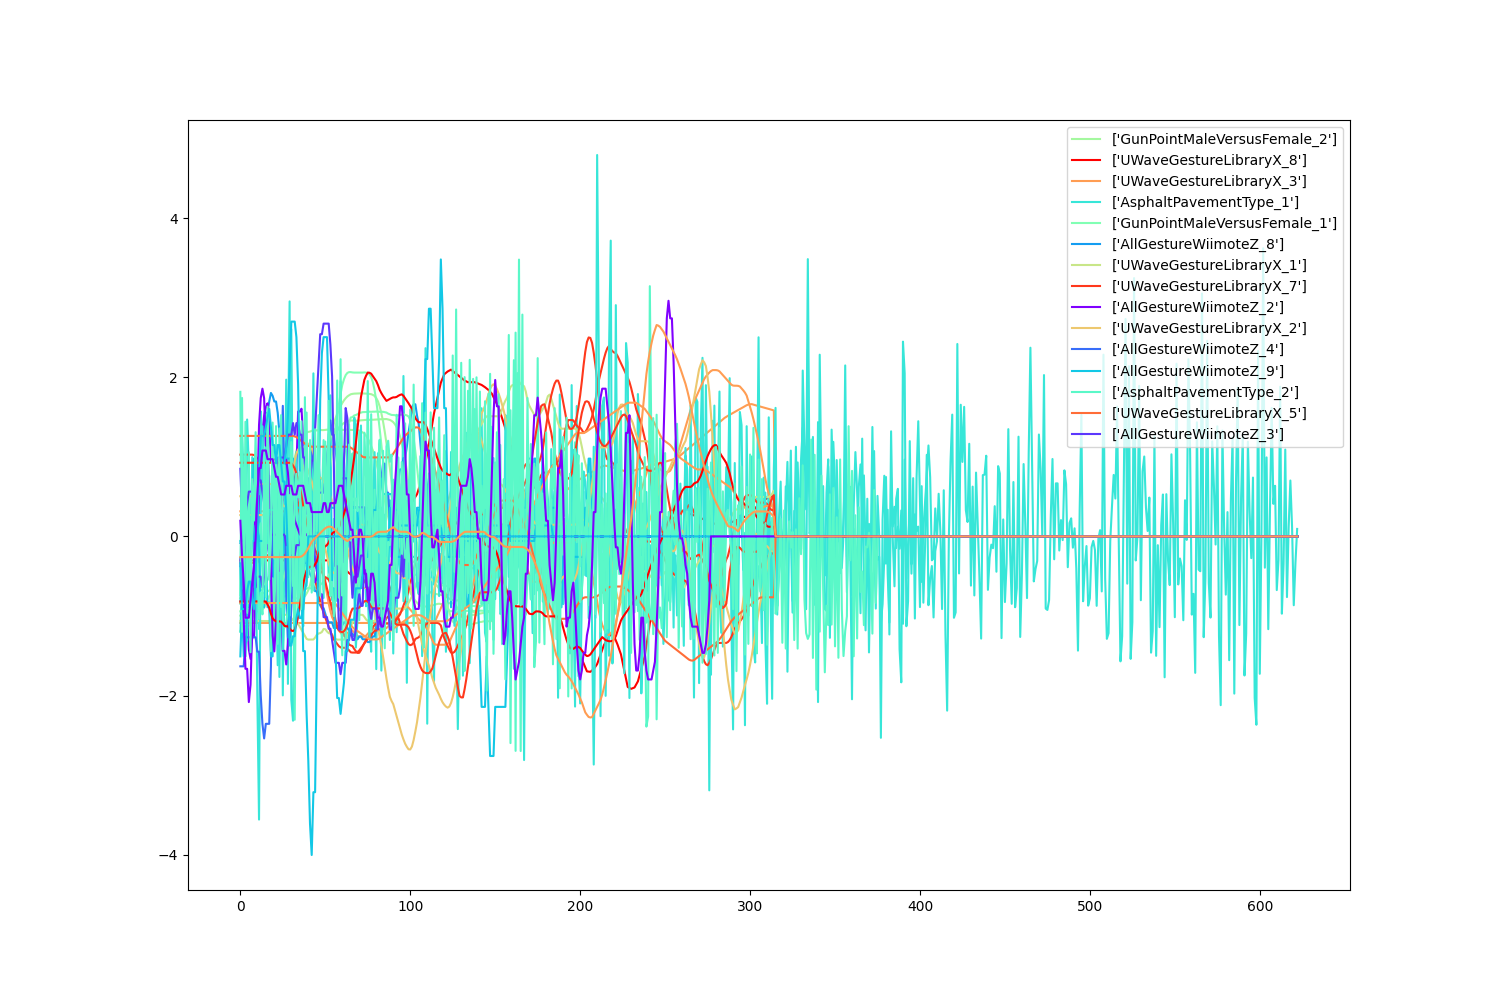 ['GunPointMaleVersusFemale_2']
['UWaveGestureLibraryX_8']
['UWaveGestureLibraryX_3']
['AsphaltPavementType_1']
['GunPointMaleVersusFemale_1']
['AllGestureWiimoteZ_8']
['UWaveGestureLibraryX_1']
['UWaveGestureLibraryX_7']
['AllGestureWiimoteZ_2']
['UWaveGestureLibraryX_2']
['AllGestureWiimoteZ_4']
['AllGestureWiimoteZ_9']
['AsphaltPavementType_2']
['UWaveGestureLibraryX_5']
['AllGestureWiimoteZ_3']
4
2
0
−2
−4
0 100 200 300 400 500 600